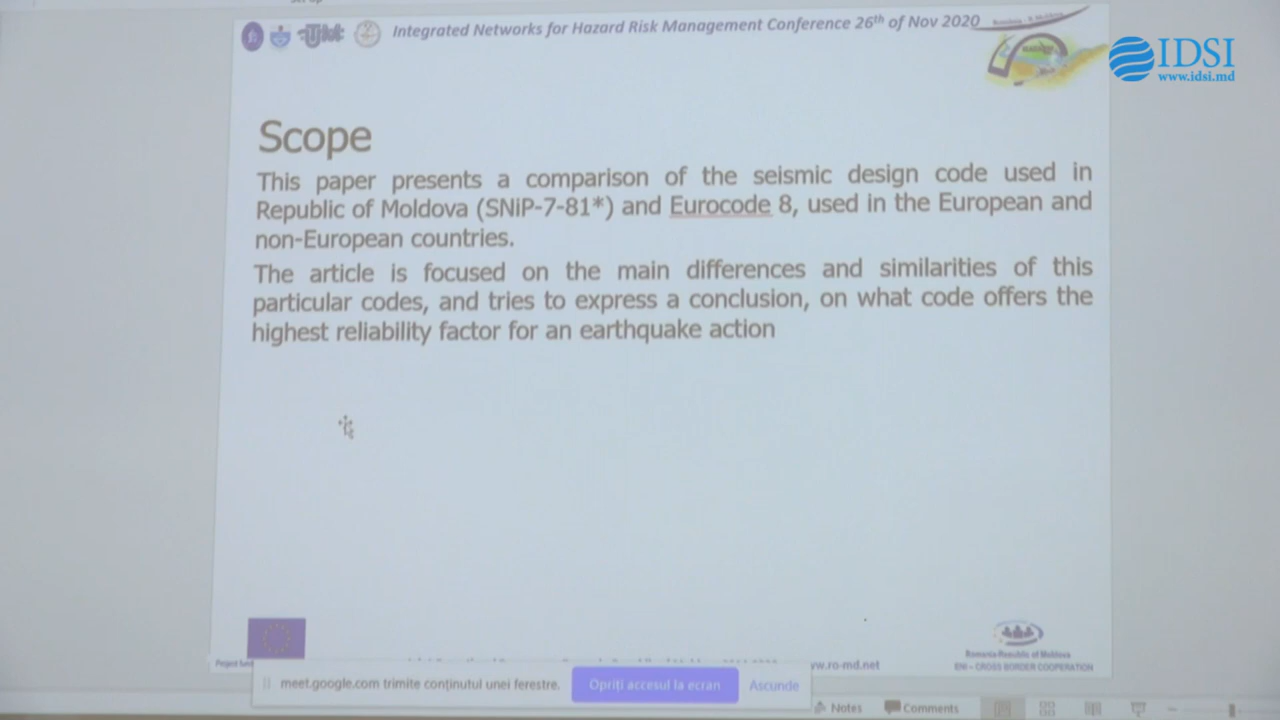 Integrated Networks for Hazard Risk Management Conference 26th of Nov 2020
IDSI
www.idsi.md
Scope
This paper presents a comparison of the seismic design code used in
Republic of Moldova (SNiP-7-81*) and Eurocode 8, used in the European and
non-European countries.
The article is focused on the main differences and similarities of this
particular codes, and tries to express a conclusion, on what code offers the
highest reliability factor for an earthquake action
Romania-Republic of Moldova
ENI - CROSS BORDER COOPERATION
w.ro-md.net
meet.google.com trimite conținutul unei ferestre.
Opriți accesul la ecran
Ascunde
Notes
Comments